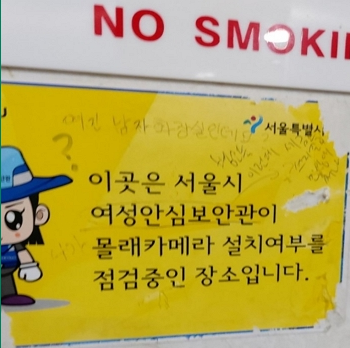 NO SMOKI
여긴 남자화장실인데?
서울특별시
?
이곳은 서울시
여성안심보안관이
몰래카메라 설치여부를
점검중인 장소입니다.